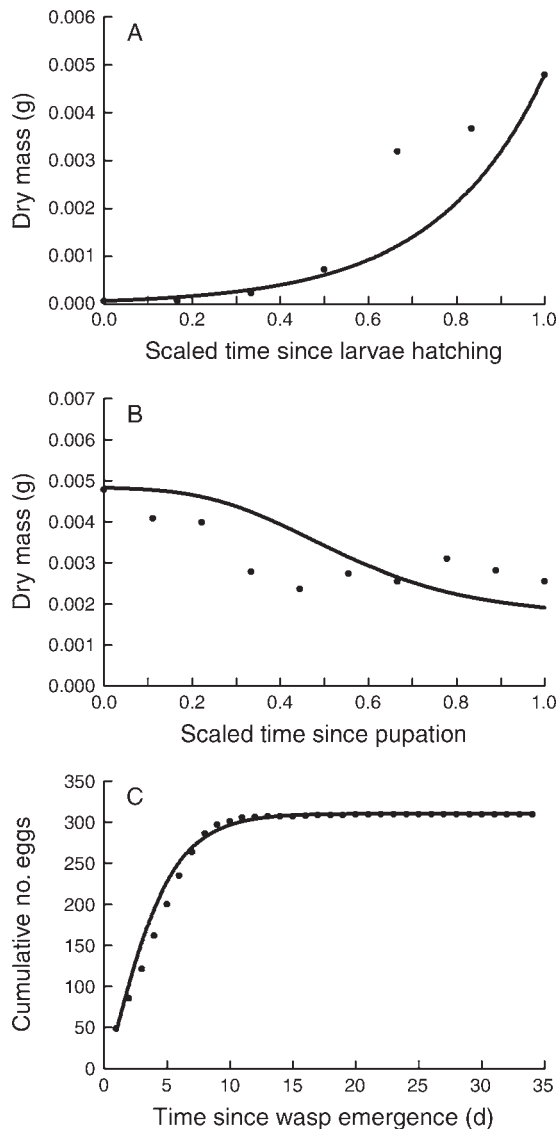 A
Dry mass (g)
0.006
0.005
0.004
0.003
0.002
0.001
0.000
0.0 0.2 0.4 0.6 0.8 1.0
Scaled time since larvae hatching
B
Dry mass (g)
0.007
0.006
0.005
0.004
0.003
0.002
0.001
0.000
0.0 0.2 0.4 0.6 0.8 1.0
Scaled time since pupation
C
Cumulative no. eggs
350
300
250
200
150
100
50
0
0 5 10 15 20 25 30 35
Time since wasp emergence (d)